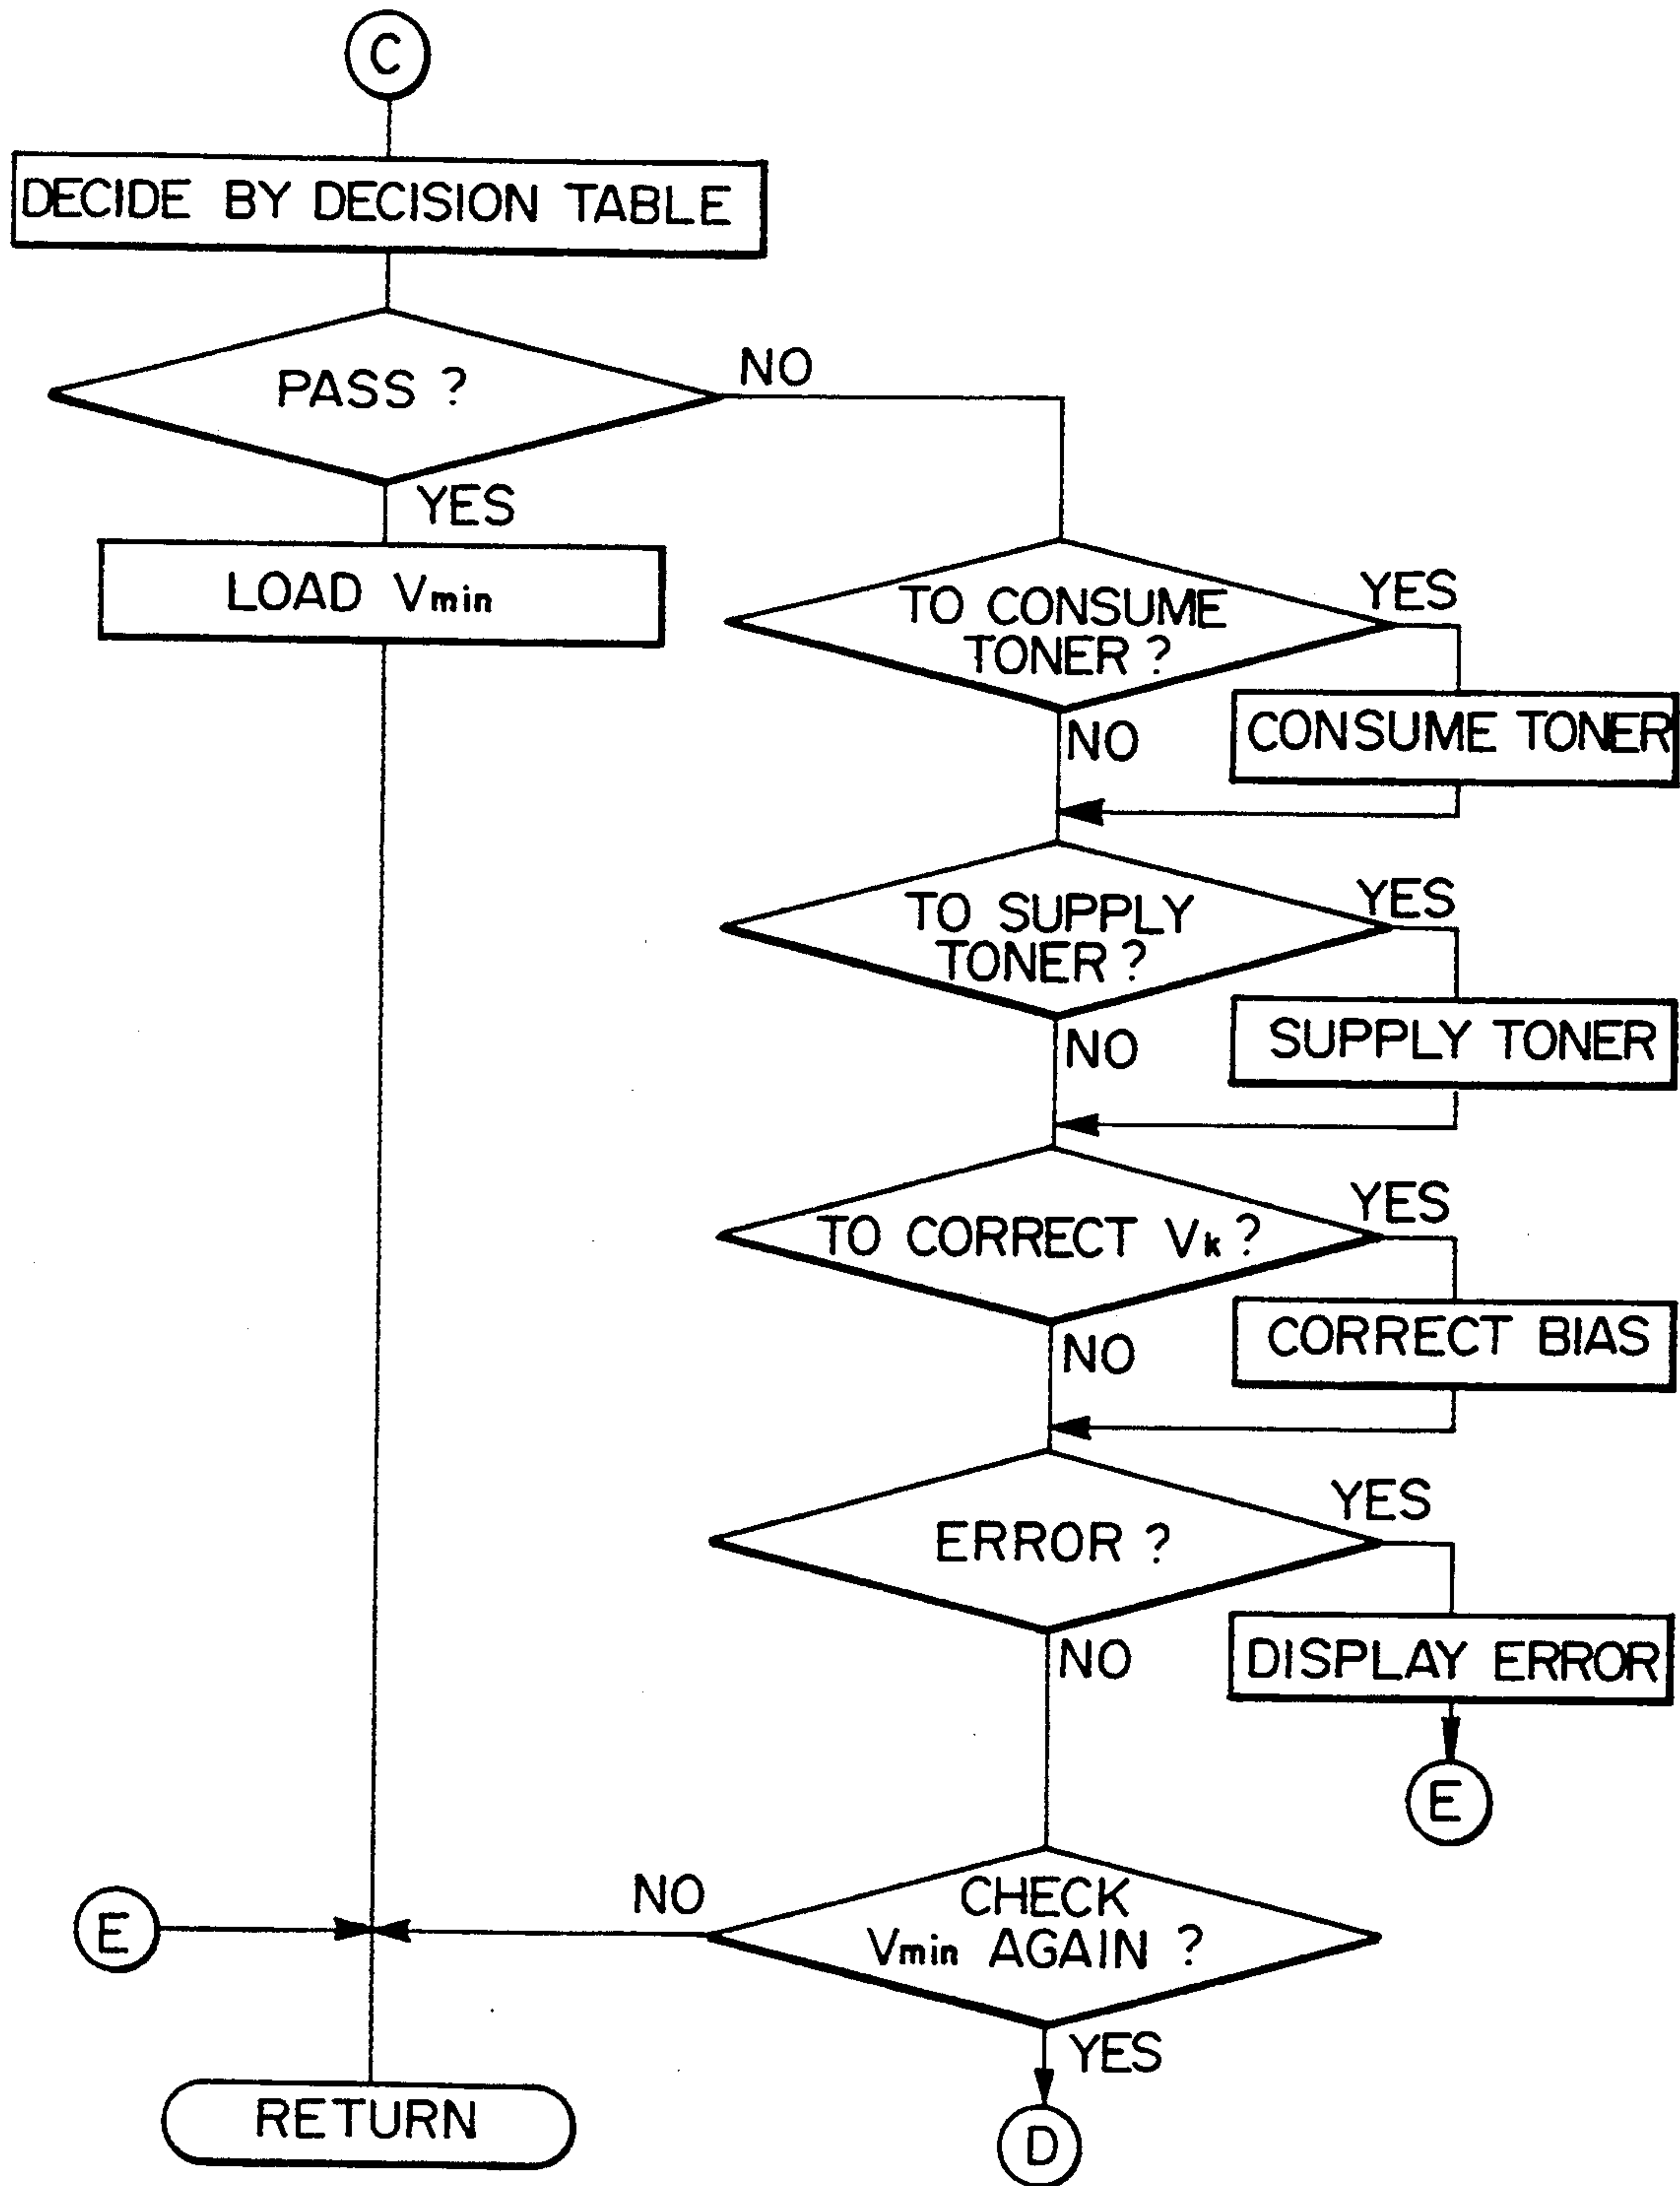 C
DECIDE BY DECISION TABLE
PASS ?
NO
YES
LOAD Vmin
TO CONSUME
TONER ?
YES
NO
CONSUME TONER
TO SUPPLY
TONER ?
YES
NO
SUPPLY TONER
TO CORRECT Vk ?
YES
NO
CORRECT BIAS
ERROR ?
YES
NO
DISPLAY ERROR
E
CHECK
Vmin AGAIN ?
NO
E
YES
RETURN
D